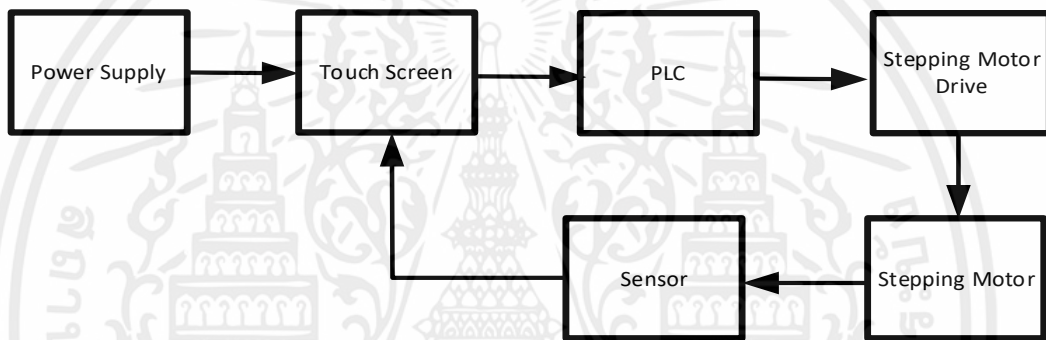 Power Supply
Touch Screen
PLC
Stepping Motor
Drive
Sensor
Stepping Motor